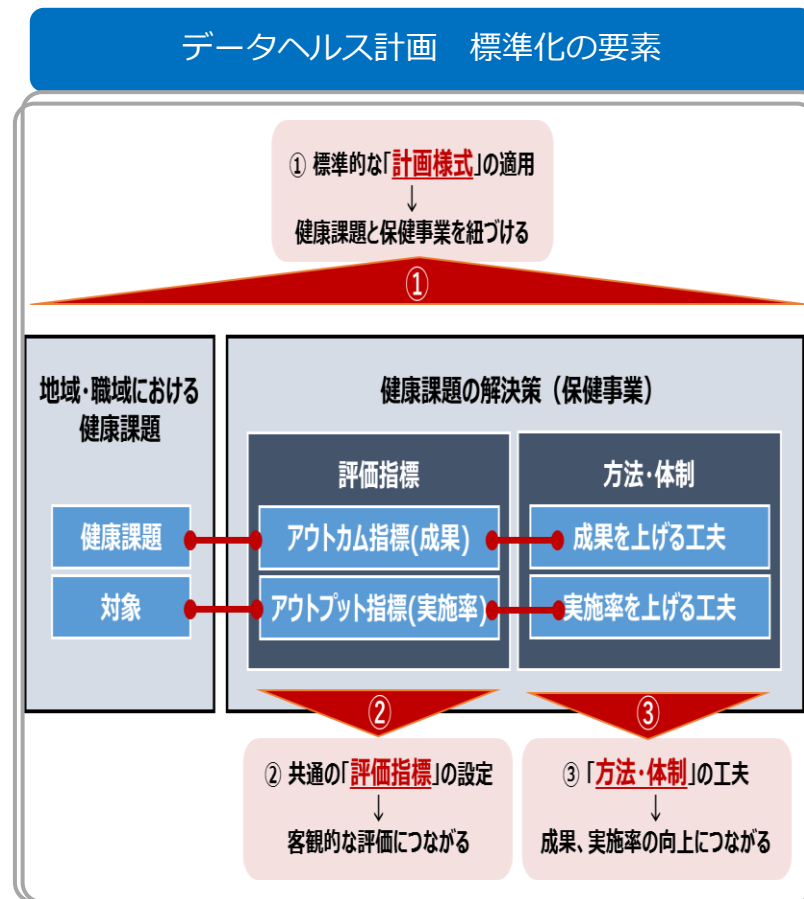 データヘルス計画　標準化の要素
① 標準的な「計画様式」の適用
↓
健康課題と保健事業を紐づける
①
地域・職域における
健康課題
健康課題
対象
健康課題の解決策（保健事業）
評価指標
アウトカム指標(成果)
アウトプット指標(実施率)
方法・体制
成果を上げる工夫
実施率を上げる工夫
②
③
② 共通の「評価指標」の設定
↓
客観的な評価につながる
③「方法・体制」の工夫
↓
成果、実施率の向上につながる